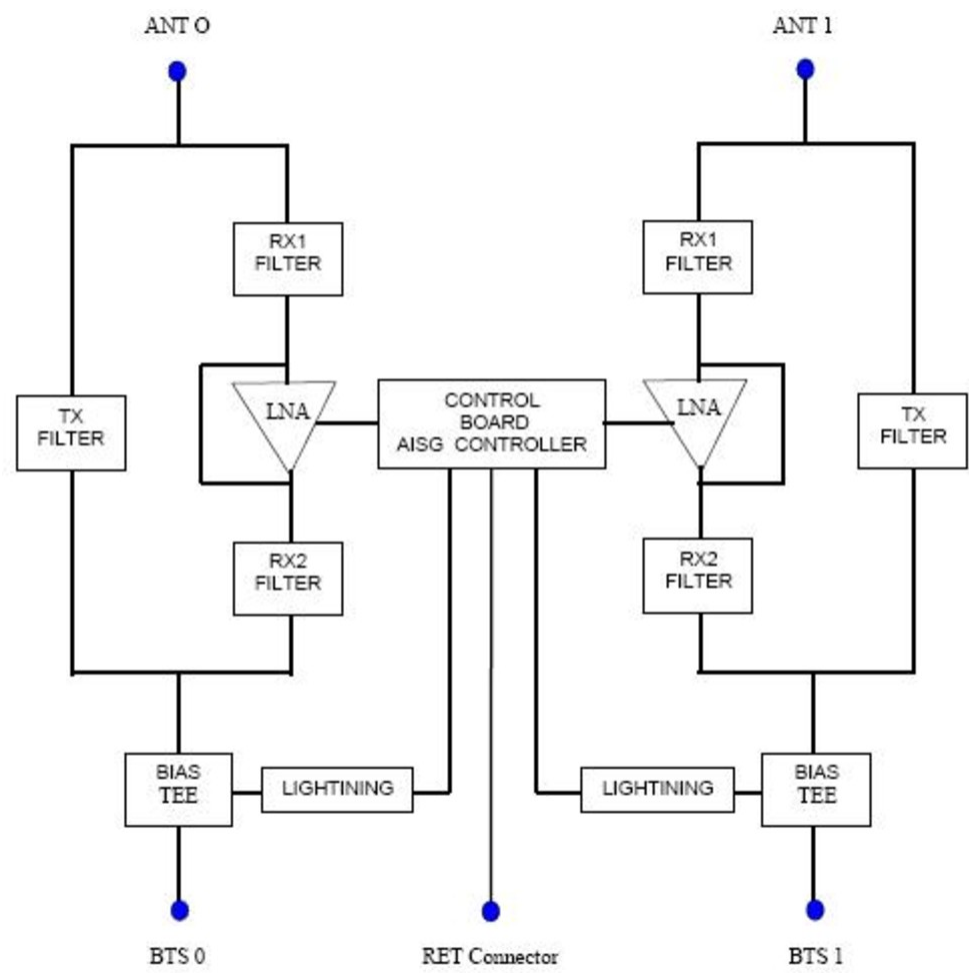 ANT O
ANT 1
RX1
FILTER
RX1
FILTER
TX
FILTER
LNA
CONTROL
BOARD
AISG CONTROLLER
LNA
TX
FILTER
RX2
FILTER
RX2
FILTER
BIAS
TEE
LIGHTINING
LIGHTINING
BIAS
TEE
BTS 0
RET Connector
BTS 1